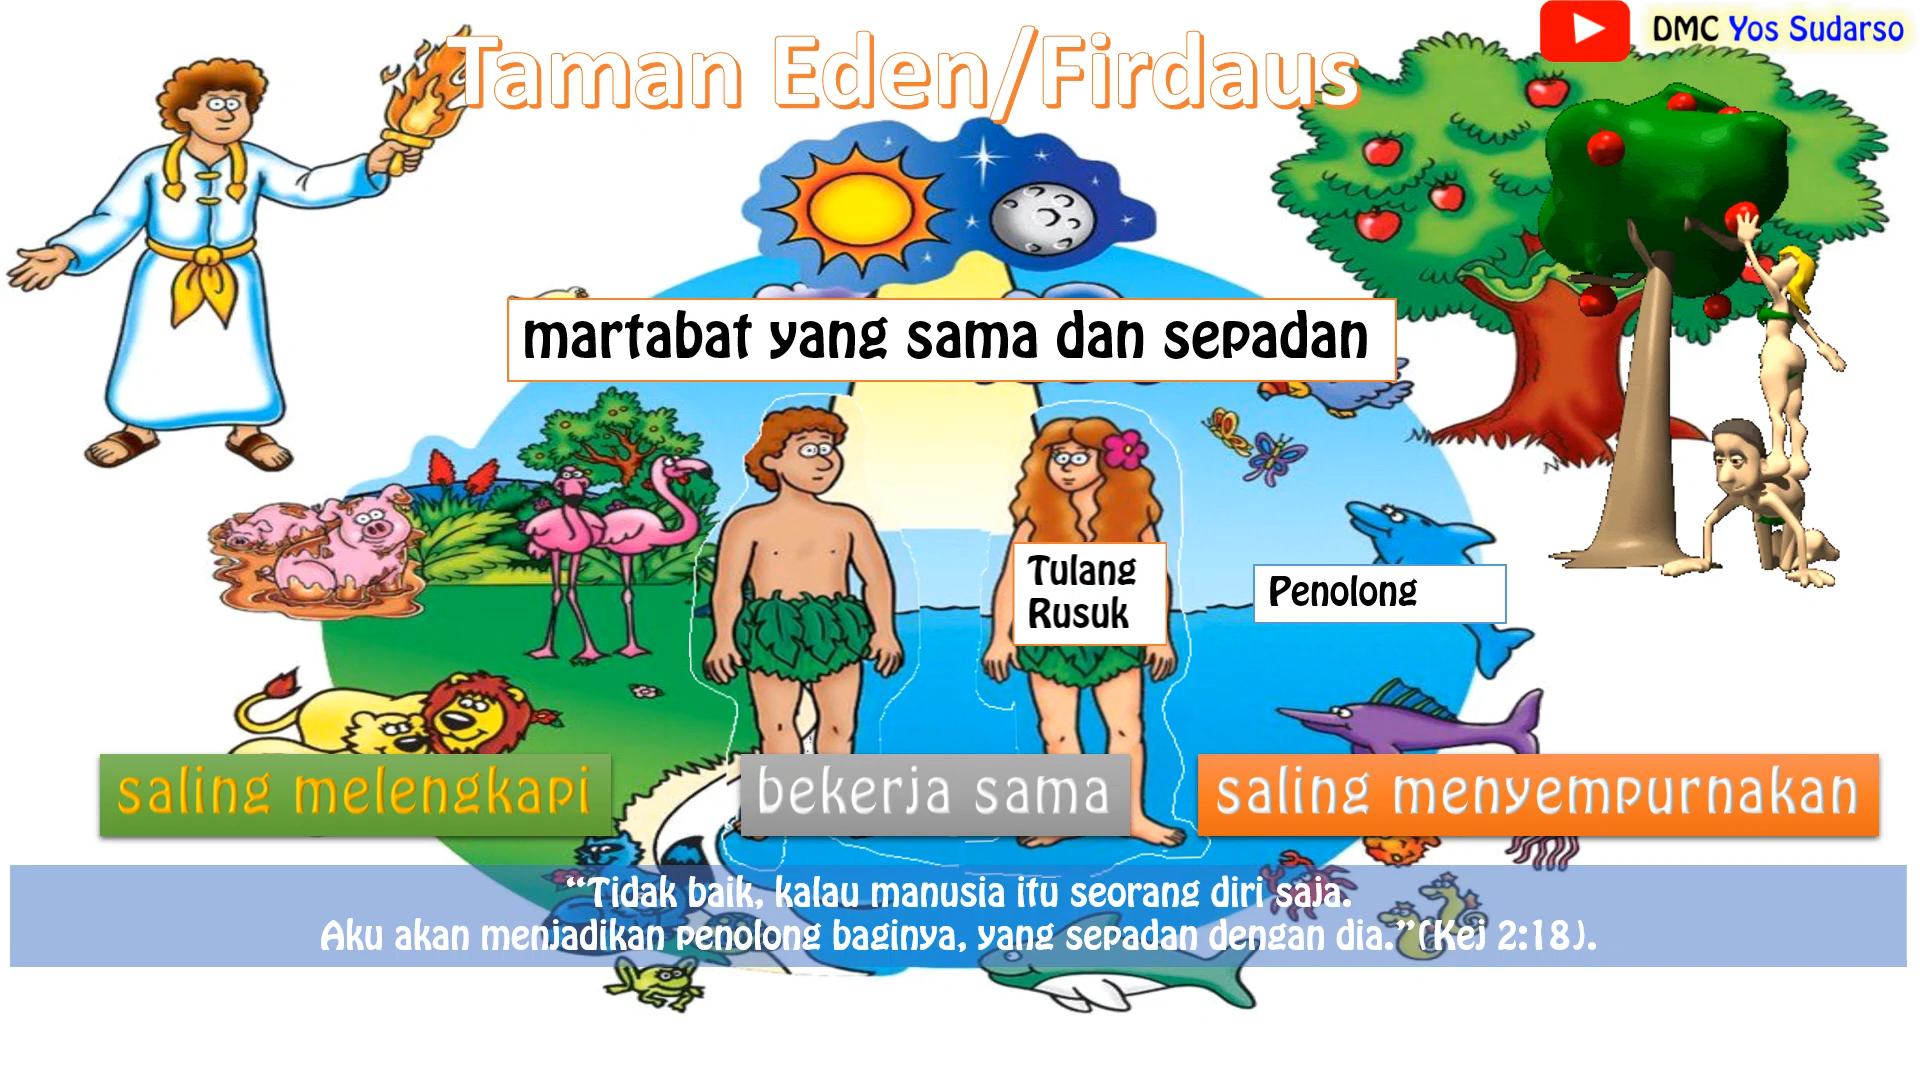 DMC Yos Sudarso
Taman Eden/Firdaus
martabat yang sama dan sepadan
Tulang
Rusuk
Penolong
saling melengkapi
bekerja sama
saling menyempurnakan
“Tidak baik, kalau manusia itu seorang diri saja.
Aku akan menjadikan penolong baginya, yang sepadan dengan dia.”(Kej 2:18).